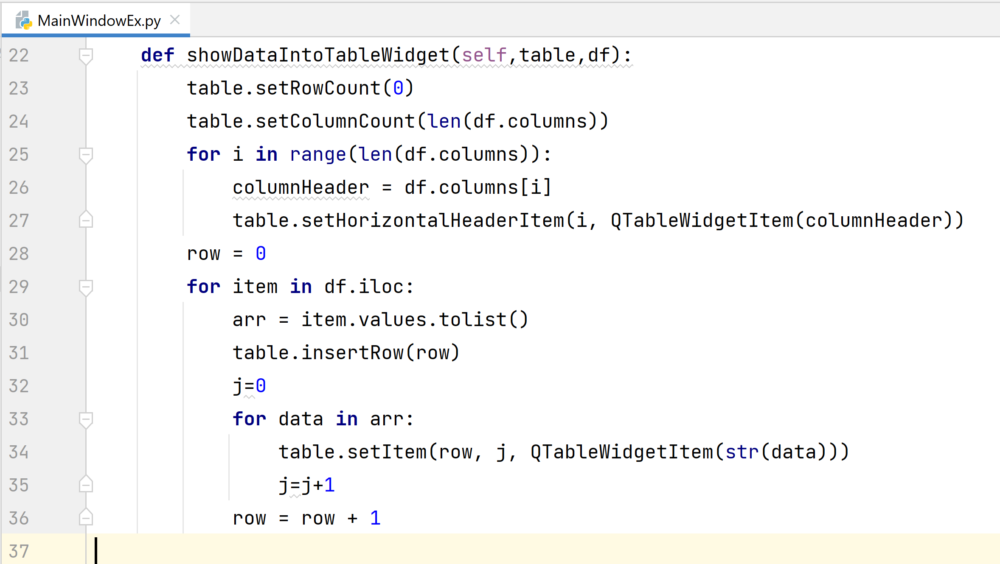 MainWindowEx.py
22 def showDataIntoTableWidget(self,table,df):
23 table.setRowCount(0)
24 table.setColumnCount(len(df.columns))
25 for i in range(len(df.columns)):
26 columnHeader = df.columns[i]
27 table.setHorizontalHeaderItem(i, QTableWidgetItem(columnHeader))
28 row = 0
29 for item in df.iloc:
30 arr = item.values.tolist()
31 table.insertRow(row)
32 j=0
33 for data in arr:
34 table.setItem(row, j, QTableWidgetItem(str(data)))
35 j=j+1
36 row = row + 1
37